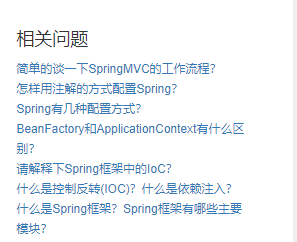 相关问题
简单的谈一下SpringMVC的工作流程?
怎样用注解的方式配置Spring?
Spring有几种配置方式?
BeanFactory和ApplicationContext有什么区
别?
请解释下Spring框架中的IoC?
什么是控制反转(IOC)？什么是依赖注入?
什么是Spring框架？Spring框架有哪些主要
模块?